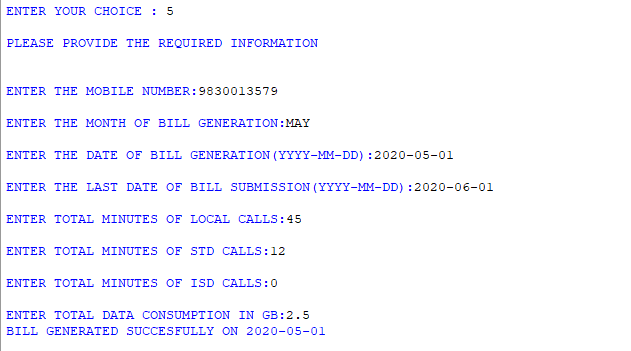 ENTER YOUR CHOICE : 5
PLEASE PROVIDE THE REQUIRED INFORMATION
ENTER THE MOBILE NUMBER:9830013579
ENTER THE MONTH OF BILL GENERATION:MAY
ENTER THE DATE OF BILL GENERATION(YYYY-MM-DD):2020-05-01
ENTER THE LAST DATE OF BILL SUBMISSION(YYYY-MM-DD):2020-06-01
ENTER TOTAL MINUTES OF LOCAL CALLS:45
ENTER TOTAL MINUTES OF STD CALLS:12
ENTER TOTAL MINUTES OF ISD CALLS:0
ENTER TOTAL DATA CONSUMPTION IN GB:2.5
BILL GENERATED SUCCESFULLY ON 2020-05-01